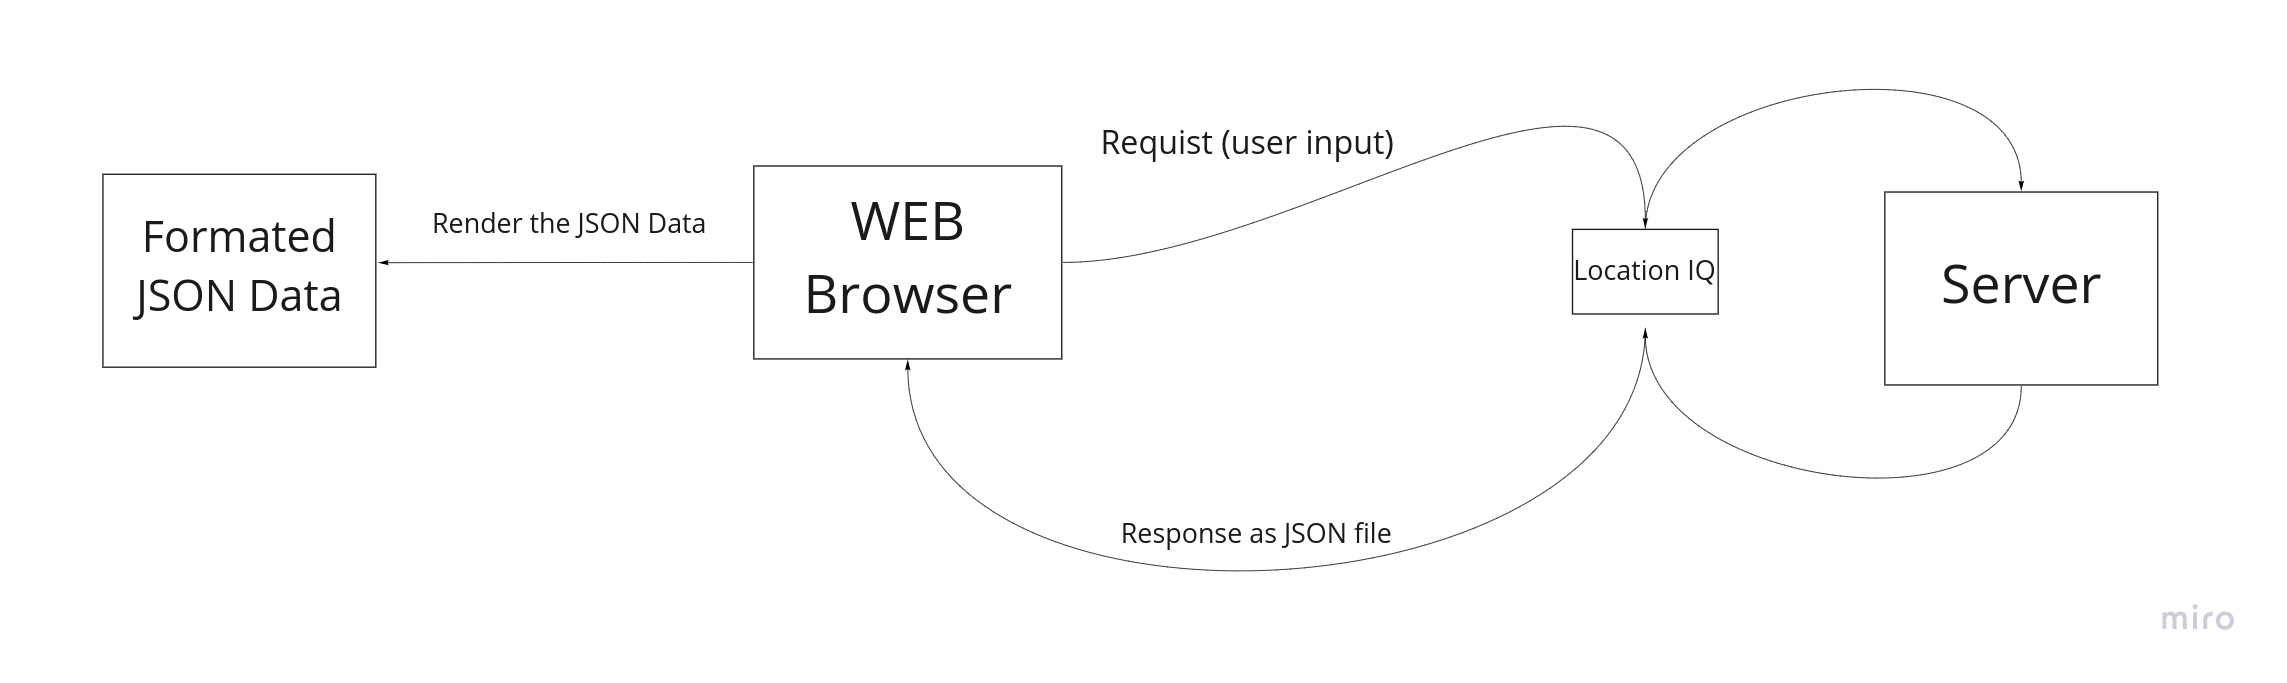 Formated
JSON Data
Render the JSON Data
WEB
Browser
Requist (user input)
Response as JSON file
Location IQ
Server
miro